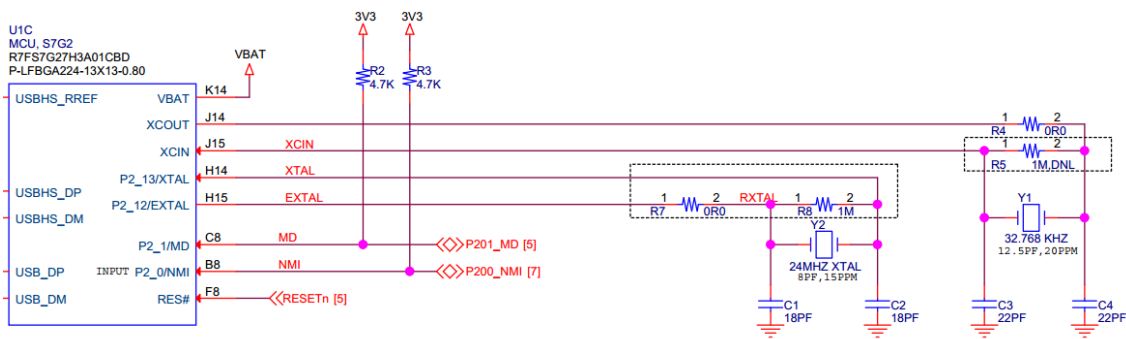 U1C
MCU, S7G2
R7FS7G27H3A01CBD
P-LFBGA224-13X13-0.80
VBAT
3V3
3V3
R2
4.7K
R3
4.7K
USBHS_RREF
VBAT
K14
XCOUT
J14
1
2
R4
0R0
XCIN
J15
XCIN
1
2
R5
1M,DNL
P2_13/XTAL
H14
XTAL
USBHS_DP
P2_12/EXTAL
H15
EXTAL
1
2
R7
0R0
RXTAL
1
2
R8
1M
USBHS_DM
Y2
24MHZ XTAL
8PF,15PPM
Y1
32.768 KHZ
12.5PF,20PPM
P2_1/MD
C8
MD
P201_MD [5]
USB_DP
INPUT P2_0/NMI
B8
NMI
P200_NMI [7]
USB_DM
RES#
F8
RESETn [5]
C1
18PF
C2
18PF
C3
22PF
C4
22PF